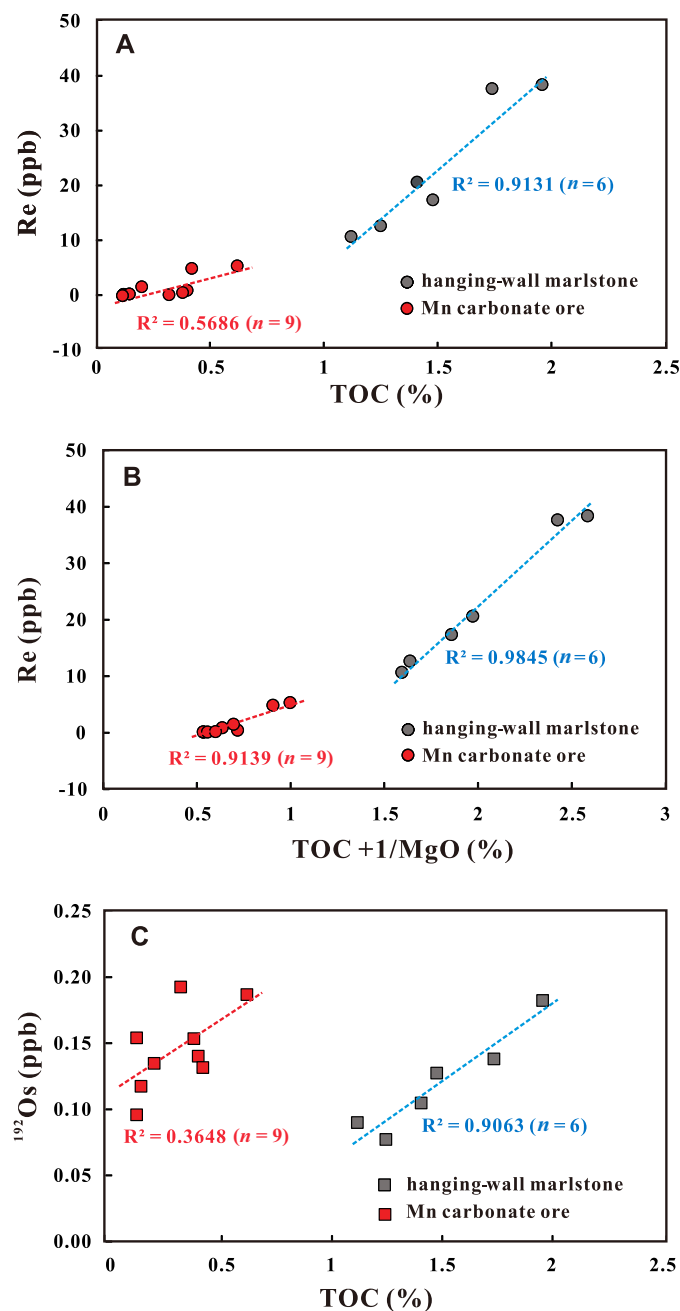 A
50
40
30
20
10
0
-10
Re (ppb)
R² = 0.9131 (n=6)
hanging-wall marlstone
Mn carbonate ore
R² = 0.5686 (n= 9)
0 0.5 1 1.5 2 2.5
TOC (%)
B
50
40
30
20
10
0
-10
Re (ppb)
R² = 0.9845 (n=6)
hanging-wall marlstone
Mn carbonate ore
R² = 0.9139 (n= 9)
0 0.5 1 1.5 2 2.5 3
TOC +1/MgO (%)
C
0.25
0.20
0.15
0.10
0.05
0.00
¹⁹²Os (ppb)
R² = 0.3648 (n= 9)
R² = 0.9063 (n=6)
hanging-wall marlstone
Mn carbonate ore
0 0.5 1 1.5 2 2.5
TOC (%)